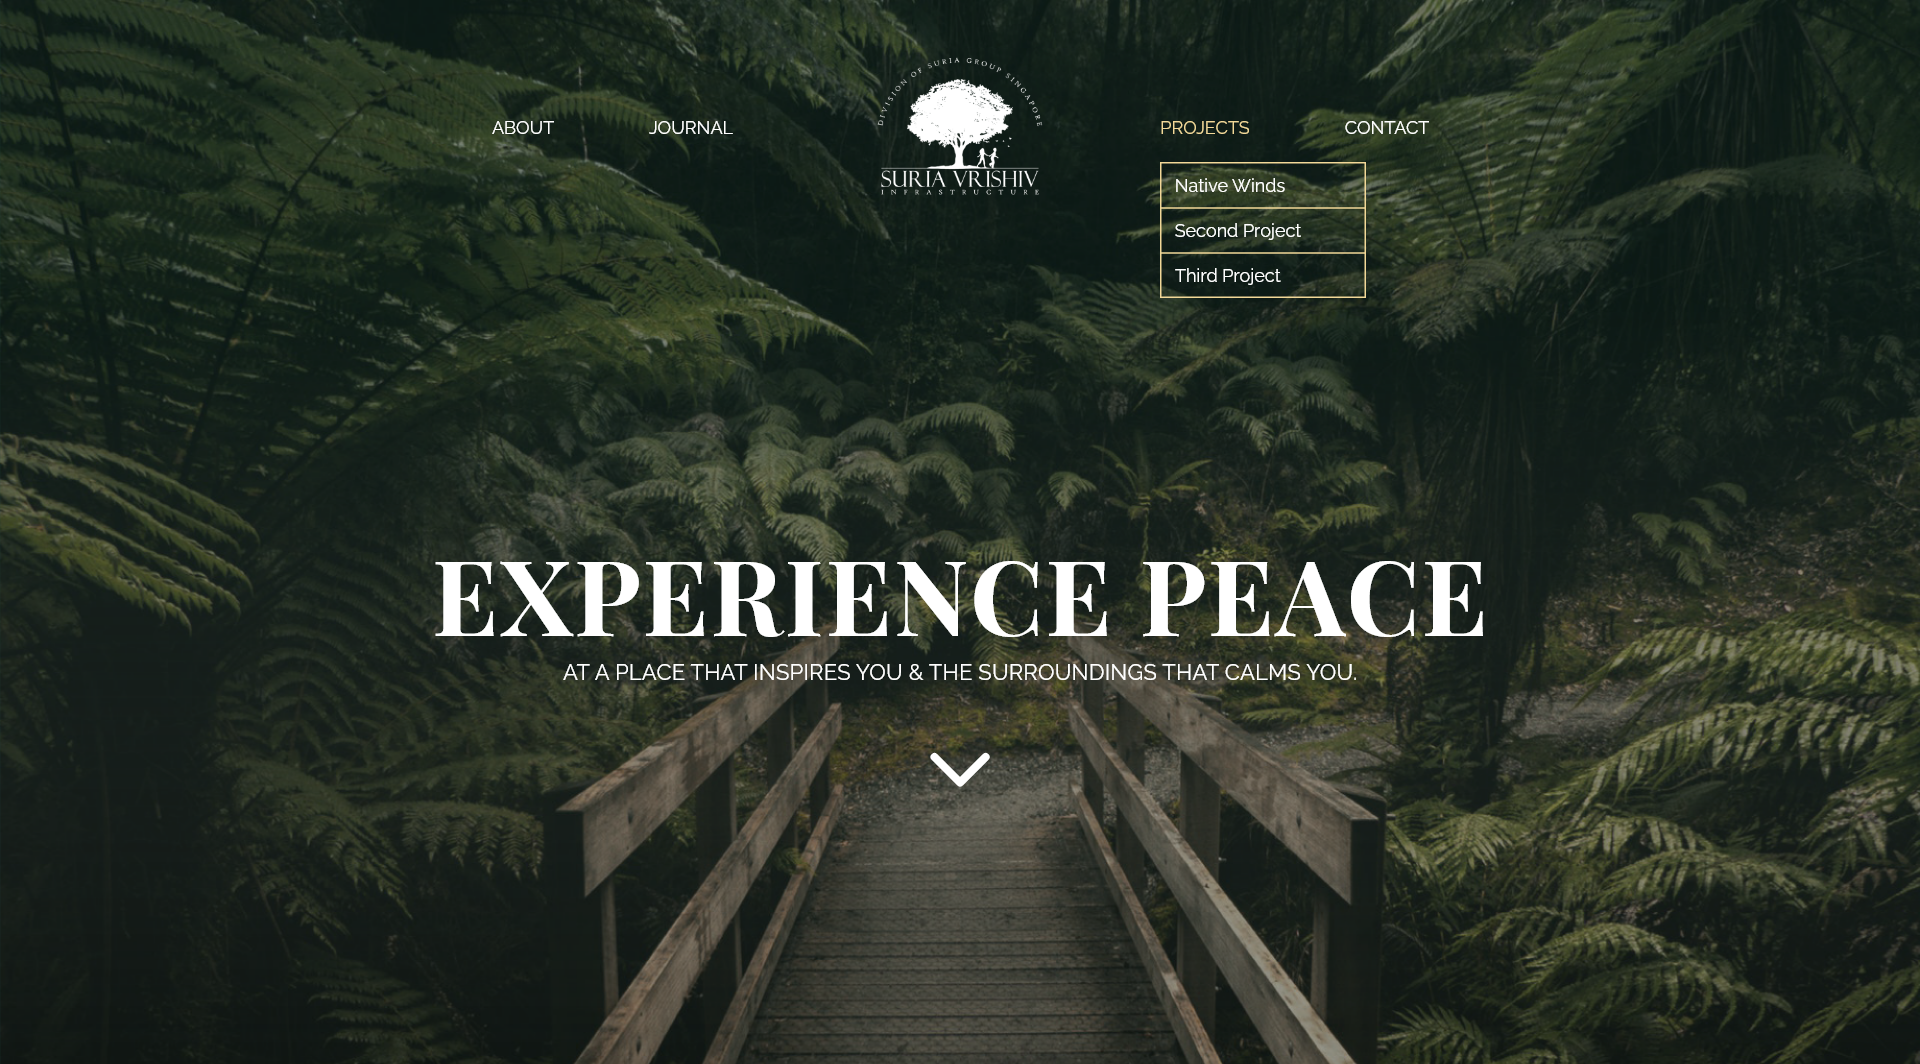 DIVISION OF SURIA GROUP SINGAPORE
ABOUT
JOURNAL
SURIA VRISHIV
INFRASTRUCTURE
PROJECTS
CONTACT
Native Winds
Second Project
Third Project
EXPERIENCE PEACE
AT A PLACE THAT INSPIRES YOU & THE SURROUNDINGS THAT CALMS YOU.